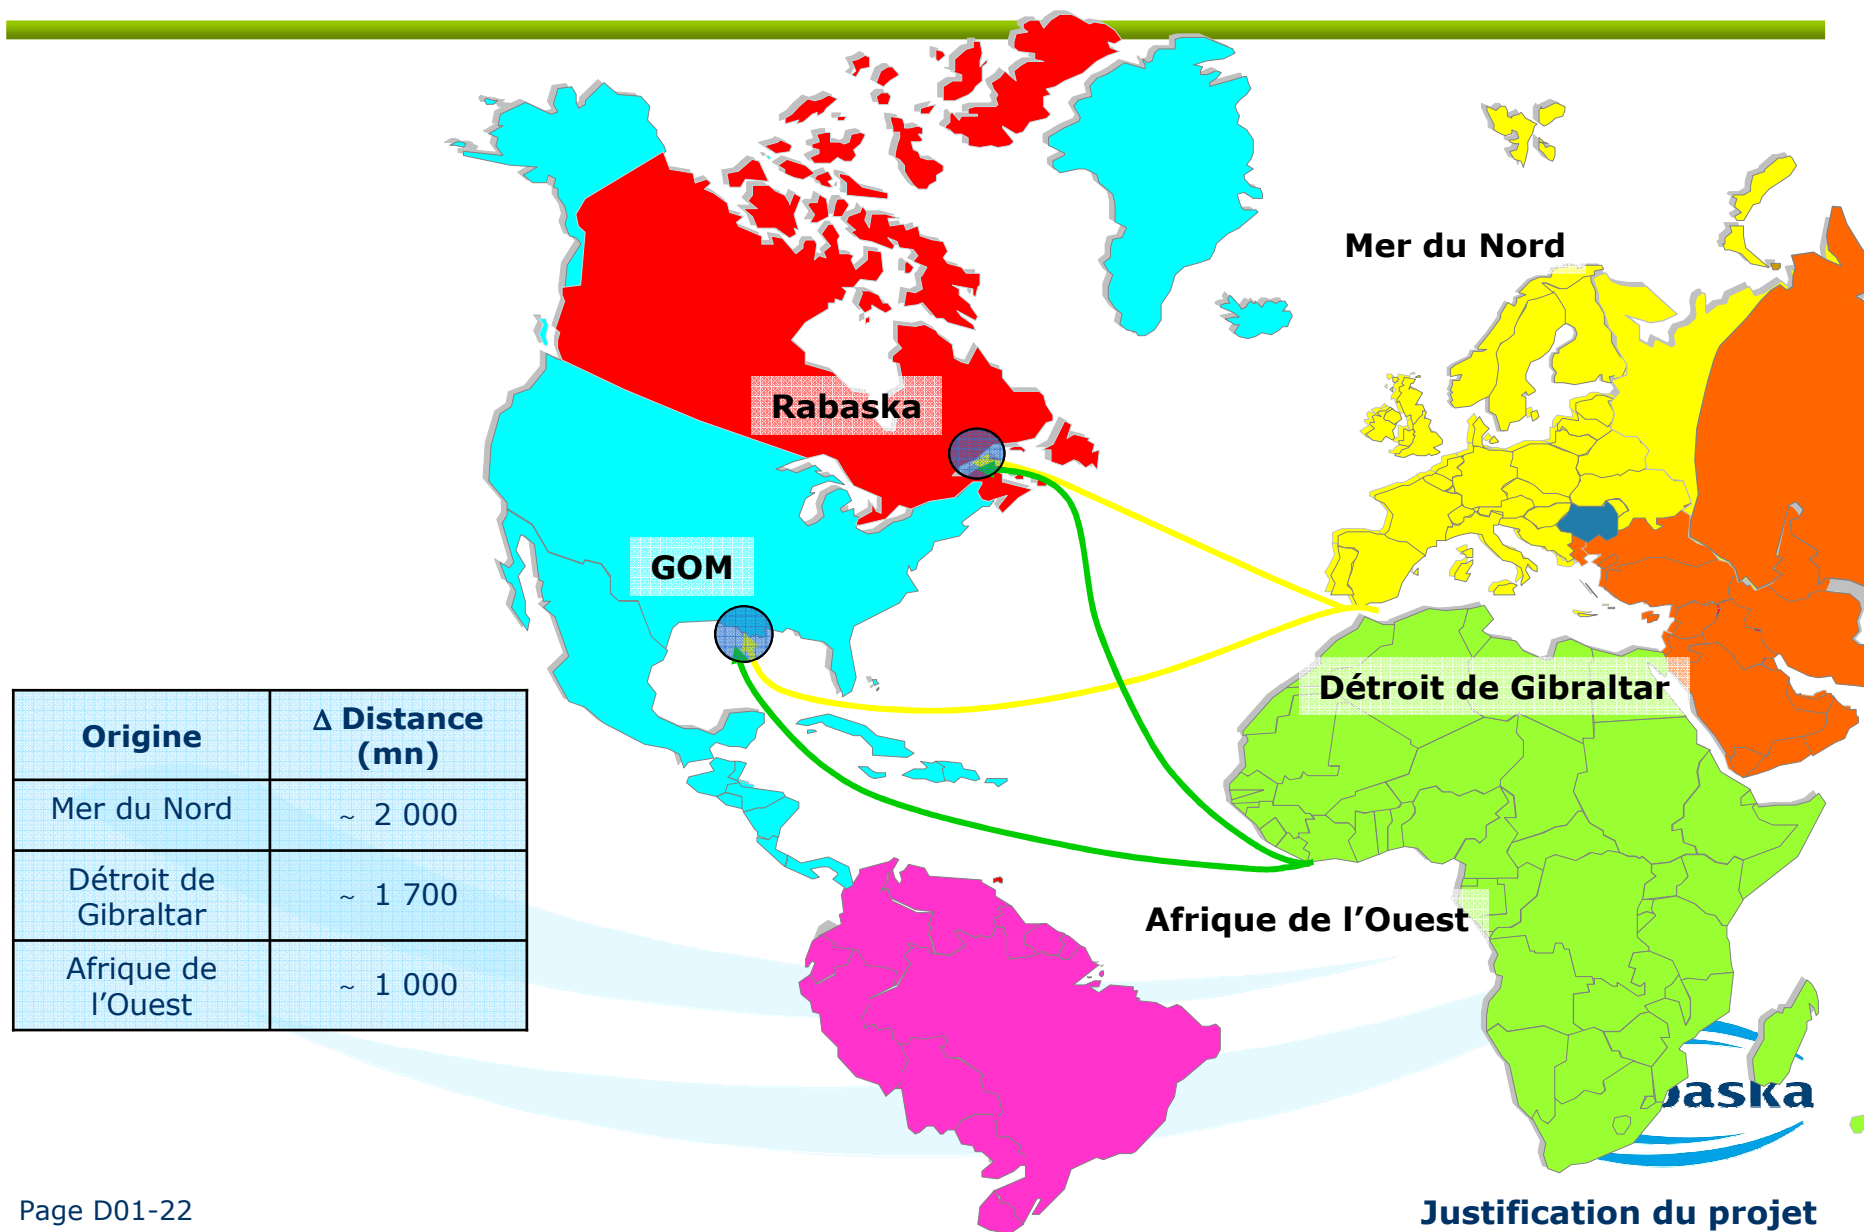 Mer du Nord
Rabaska
GOM
Détroit de Gibraltar
Afrique de l'Ouest
Origine
Δ Distance
(mn)
Mer du Nord
~ 2 000
Détroit de
Gibraltar
~ 1 700
Afrique de
l'Ouest
~ 1 000
baska
Page D01-22
Justification du projet